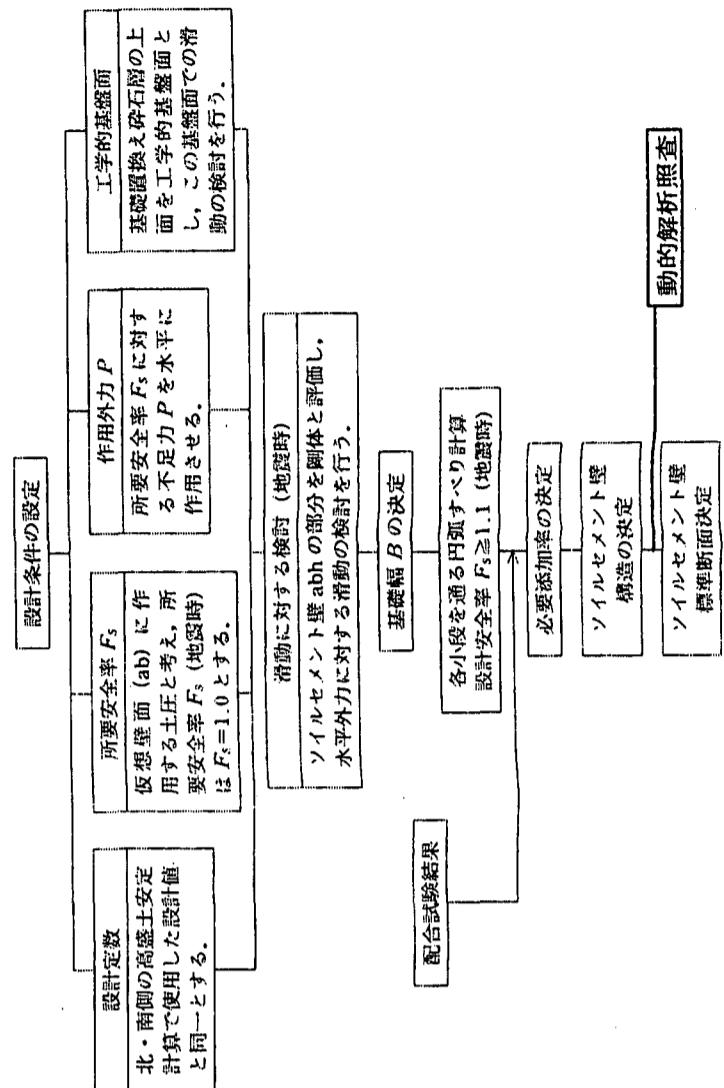 設計条件の設定
設計定数
北・南側の高盛土安定
計算で使用した設計値
と同一とする.
所要安全率 Fs
仮想壁面 (ab) に作
用する土圧と考え, 所
要安全率 Fs (地震時)
は Fs=1.0とする.
作用外力 P
所要安全率 Fs に対す
る不足力 P を水平に
作用させる.
工学的基盤面
基礎置換え砕石層の上
面を工学的基盤面と
し, この基盤面での滑
動の検討を行う.
滑動に対する検討 (地震時)
ソイルセメント壁 abh の部分を剛体と評価し,
水平外力に対する滑動の検討を行う.
基礎幅 B の決定
各小段を通る円弧すべり計算
設計安全率 Fs≧1.1 (地震時)
配合試験結果
必要添加率の決定
ソイルセメント壁
構造の決定
動的解析照査
ソイルセメント壁
標準断面決定